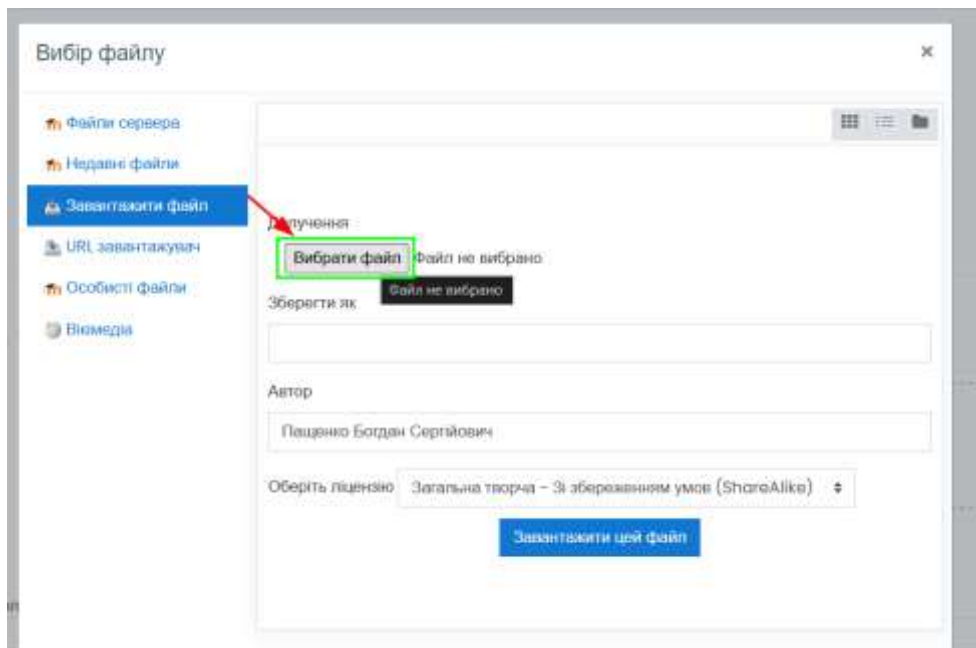 Вибір файлу
×
Файли сервера
Недавні файли
Завантажити файл
URL завантажувач
Особисті файли
Вікімедіа
Долучення
Вибрати файл Файл не вибрано
Файл не вибрано
Зберегти як
Автор
Пащенко Богдан Сергійович
Оберіть ліцензію Загальна творча – Зі збереженням умов (ShareAlike)
Завантажити цей файл